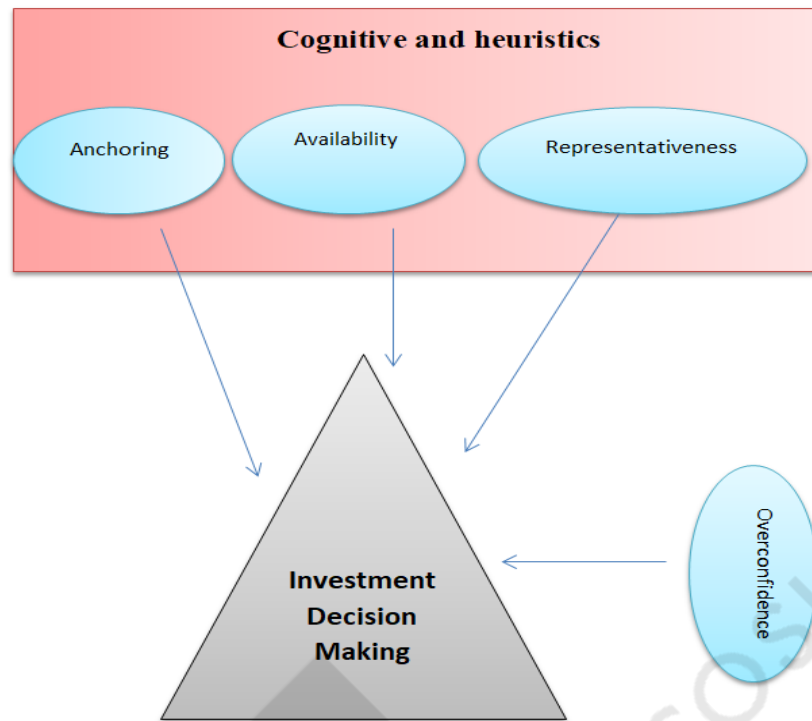 Cognitive and heuristics
Anchoring
Availability
Representativeness
Investment
Decision
Making
Overconfidence